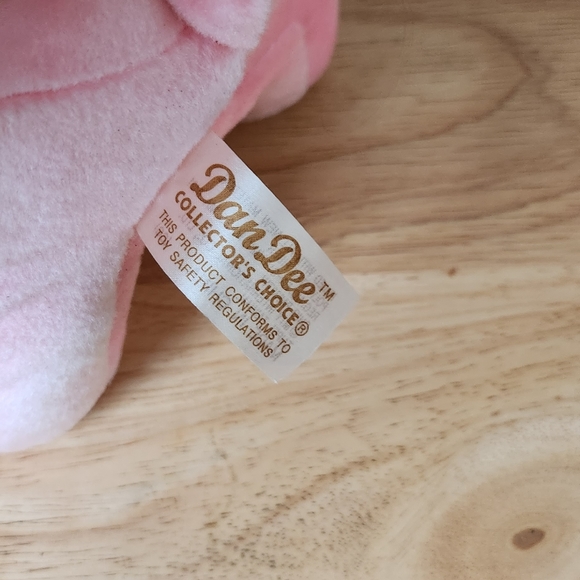 Dan Dee™
COLLECTOR'S CHOICE®
THIS PRODUCT CONFORMS TO
TOY SAFETY REGULATIONS